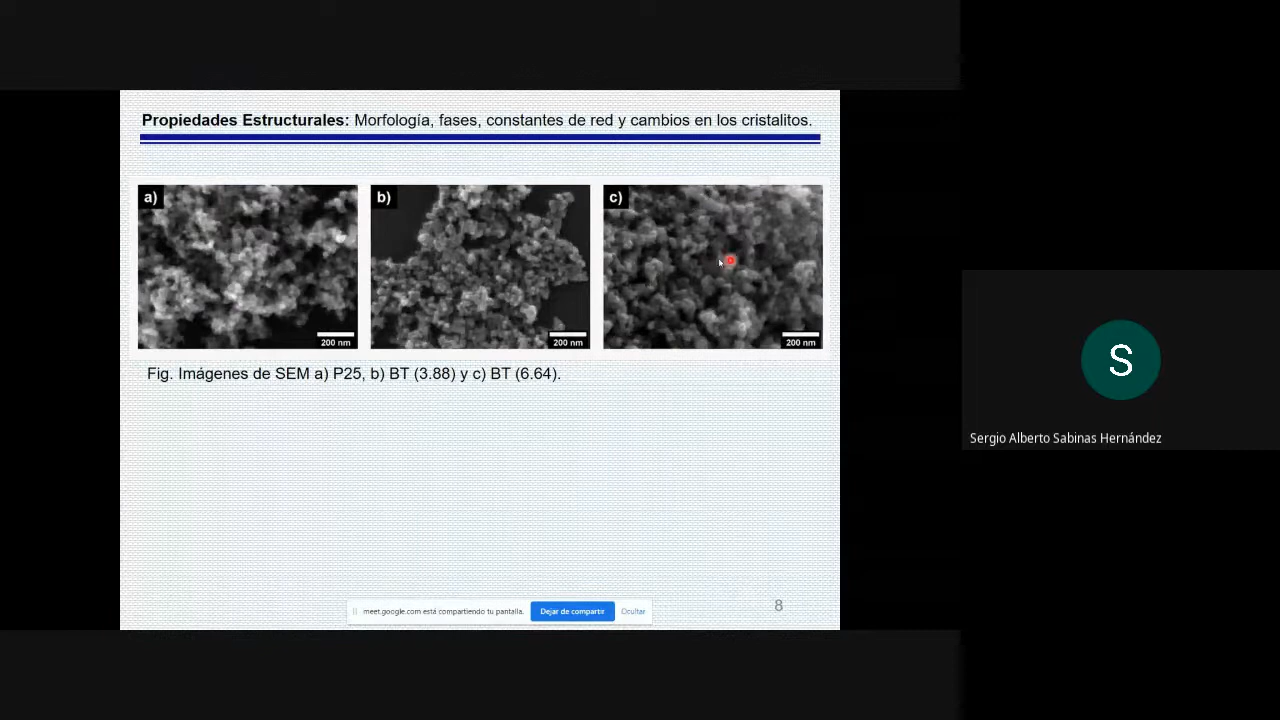 Propiedades Estructurales: Morfología, fases, constantes de red y cambios en los cristalitos.
a)
b)
c)
200 nm
200 nm
200 nm
Fig. Imágenes de SEM a) P25, b) BT (3.88) y c) BT (6.64).
S
Sergio Alberto Sabinas Hernández
8
meet.google.com está compartiendo tu pantalla. Dejar de compartir Ocultar